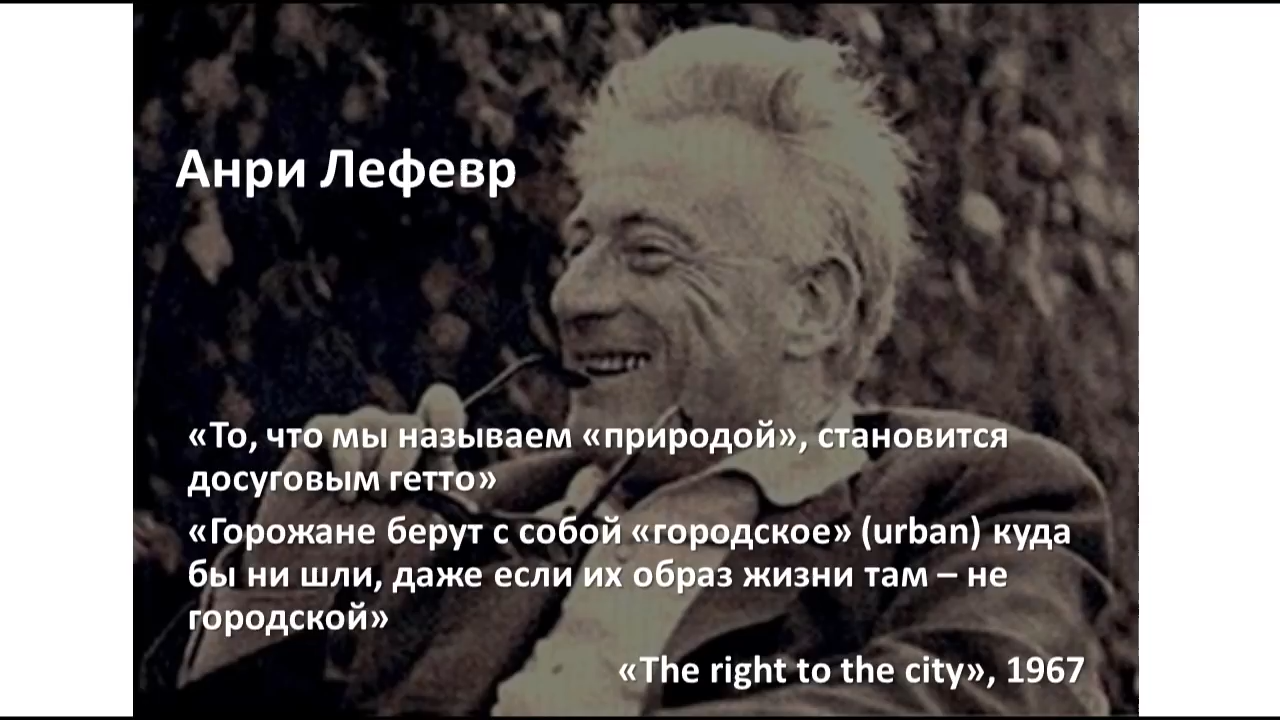 Анри Лефевр
«То, что мы называем «природой», становится
досуговым гетто»
«Горожане берут с собой «городское» (urban) куда
бы ни шли, даже если их образ жизни там – не
городской»
«The right to the city», 1967